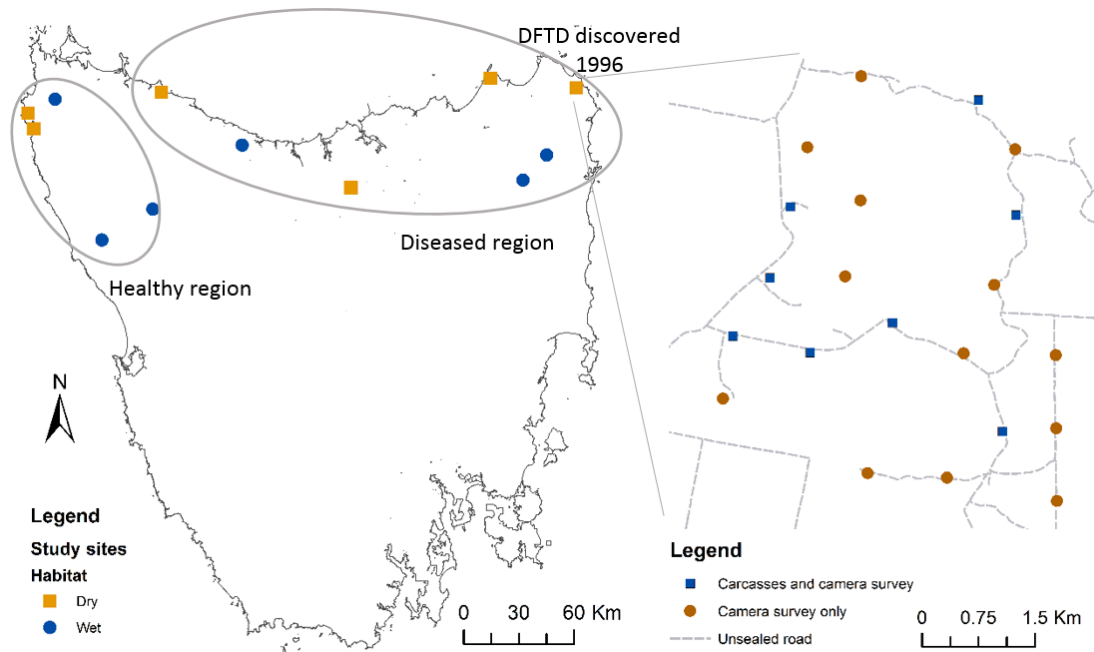 DFTD discovered
1996
Diseased region
Healthy region
N
Legend
Study sites
Habitat
Dry
Wet
0 30 60 Km
Legend
Carcasses and camera survey
Camera survey only
Unsealed road
0 0.75 1.5 Km